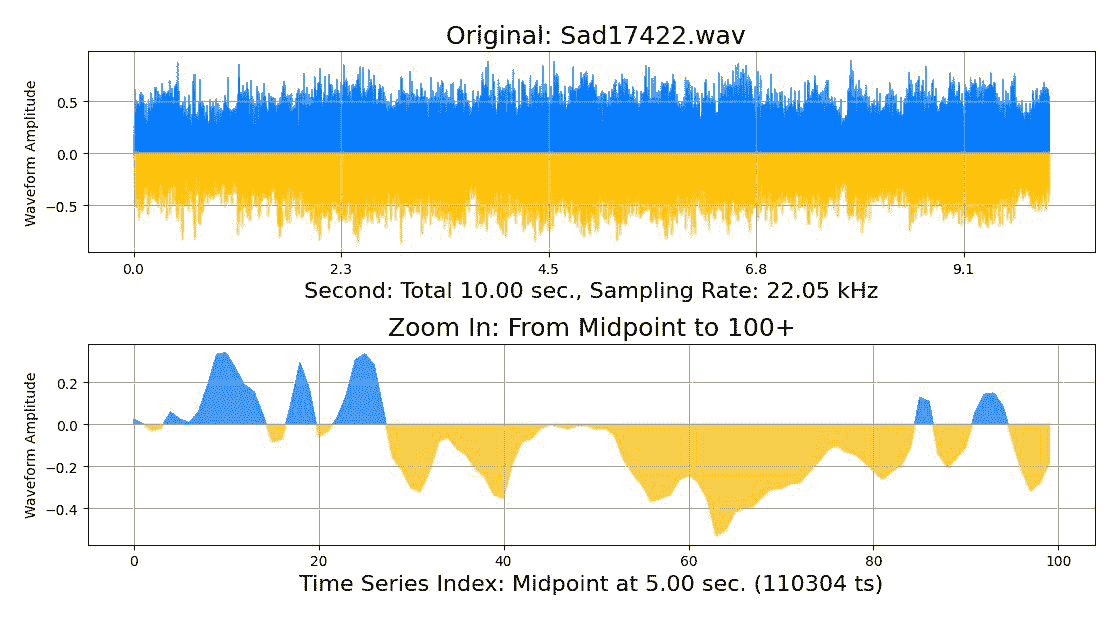 Original: Sad17422.wav
Waveform Amplitude
0.5
0.0
−0.5
0.0 2.3 4.5 6.8 9.1
Second: Total 10.00 sec., Sampling Rate: 22.05 kHz
Zoom In: From Midpoint to 100+
Waveform Amplitude
0.2
0.0
−0.2
−0.4
0 20 40 60 80 100
Time Series Index: Midpoint at 5.00 sec. (110304 ts)